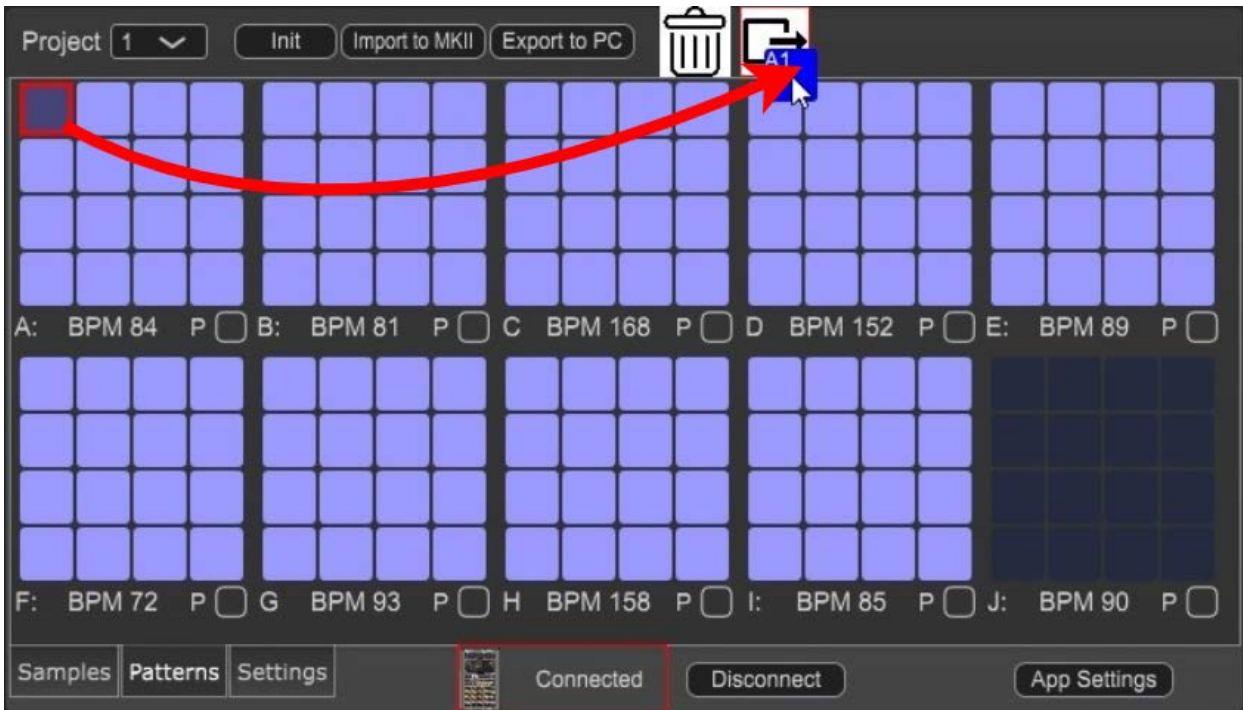 Project 1 Init Import to MKII Export to PC
A1
A: BPM 84 P B: BPM 81 P C BPM 168 P D BPM 152 P E: BPM 89 P
F: BPM 72 P G BPM 93 P H BPM 158 P I: BPM 85 P J: BPM 90 P
Samples Patterns Settings Connected Disconnect App Settings